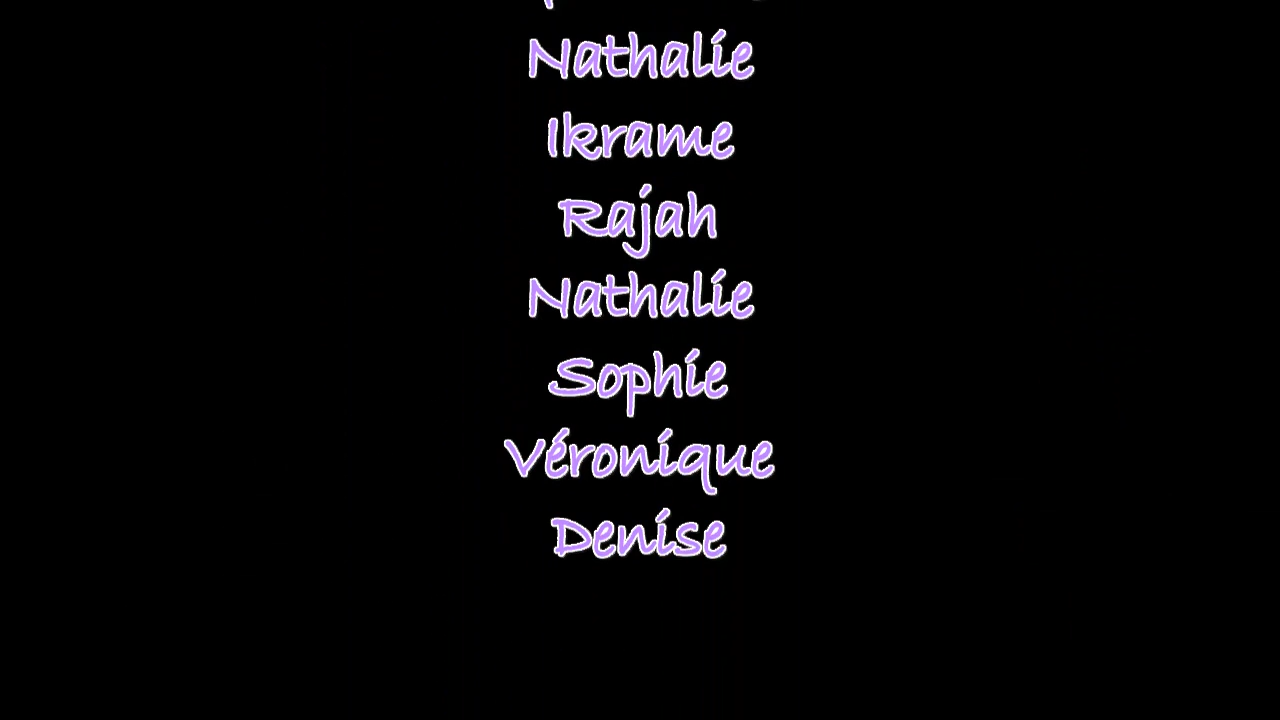 Nathalie
Ikrame
Rajah
Nathalie
Sophie
Véronique
Denise